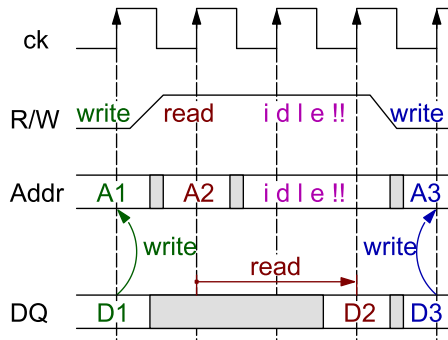 ck
R/W write read i d l e !! write
Addr A1 A2 i d l e !! A3
write read write
DQ D1 D2 D3